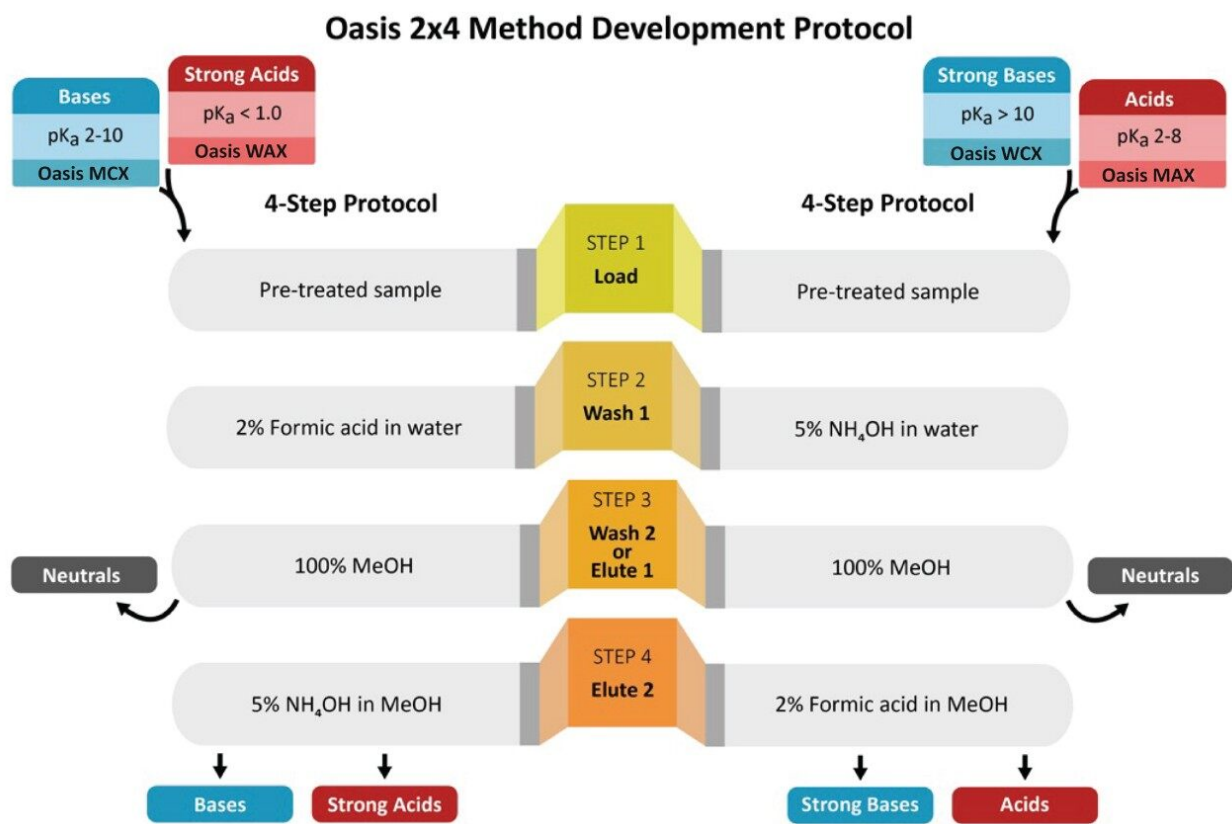 Oasis 2x4 Method Development Protocol
Bases
pKa 2-10
Oasis MCX
Strong Acids
pKa < 1.0
Oasis WAX
Strong Bases
pKa > 10
Oasis WCX
Acids
pKa 2-8
Oasis MAX
4-Step Protocol
4-Step Protocol
Pre-treated sample
STEP 1
Load
Pre-treated sample
2% Formic acid in water
STEP 2
Wash 1
5% NH₄OH in water
Neutrals
100% MeOH
STEP 3
Wash 2
or
Elute 1
100% MeOH
Neutrals
5% NH₄OH in MeOH
STEP 4
Elute 2
2% Formic acid in MeOH
Bases
Strong Acids
Strong Bases
Acids